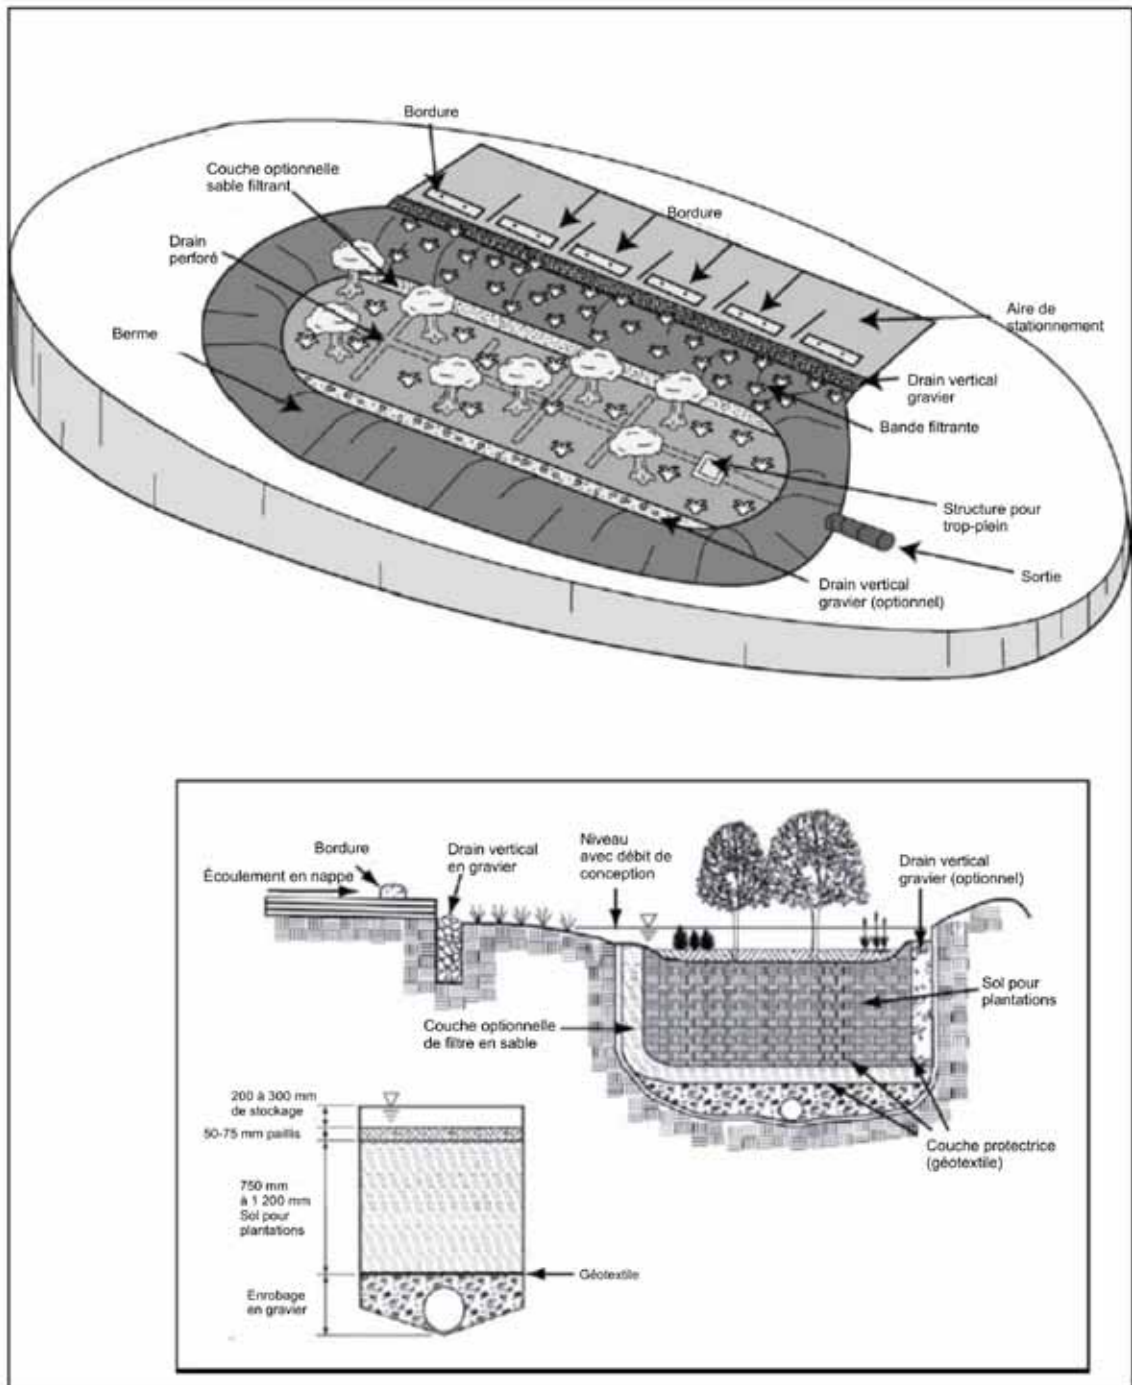 Bordure
Couche optionnelle
sable filtrant
Bordure
Drain
perforé
Aire de
stationnement
Berme
Drain vertical
gravier
Bande filtrante
Structure pour
trop-plein
Sortie
Drain vertical
gravier (optionnel)
Bordure
Écoulement en nappe
Drain vertical
en gravier
Niveau
avec débit de
conception
Drain vertical
gravier (optionnel)
Sol pour
plantations
Couche optionnelle
de filtre en sable
Couche protectrice
(géotextile)
200 à 300 mm
de stockage
50-75 mm paillis
750 mm
à 1 200 mm
Sol pour
plantations
Géotextile
Enrobage
en gravier